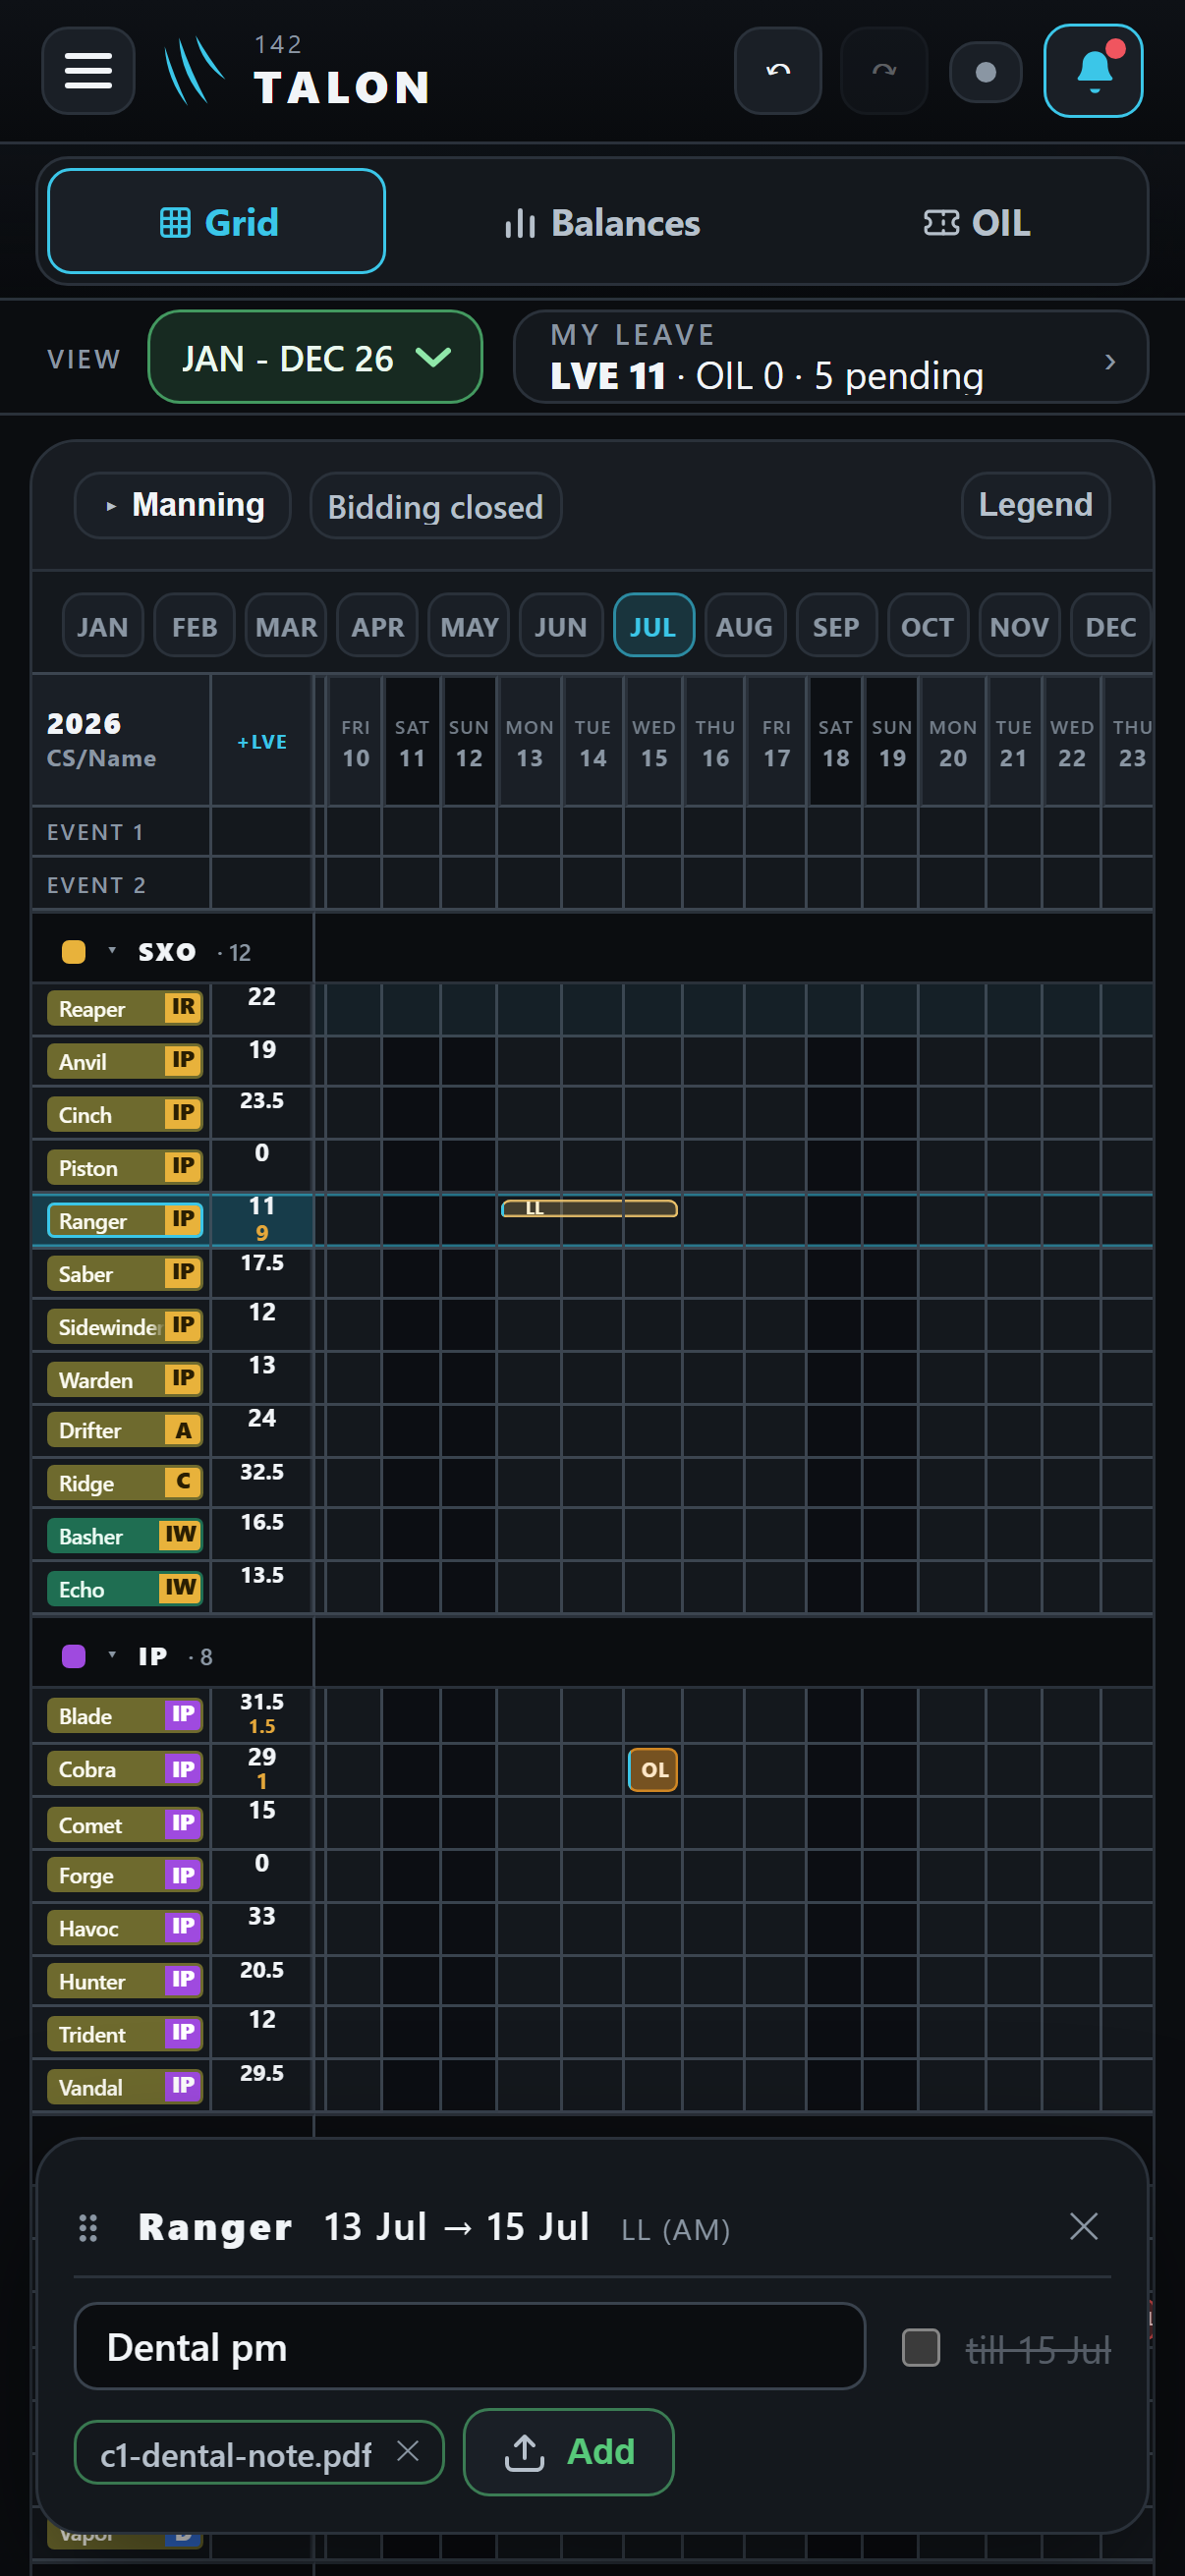 142
TALON
Grid
Balances
OIL
VIEW
JAN - DEC 26
MY LEAVE
LVE 11 · OIL 0 · 5 pending
Manning
Bidding closed
Legend
JAN FEB MAR APR MAY JUN JUL AUG SEP OCT NOV DEC
2026
CS/Name
+LVE
FRI SAT SUN MON TUE WED THU FRI SAT SUN MON TUE WED THU
10 11 12 13 14 15 16 17 18 19 20 21 22 23
EVENT 1
EVENT 2
SXO · 12
Reaper IR 22
Anvil IP 19
Cinch IP 23.5
Piston IP 0
Ranger IP 11 LL
9
Saber IP 17.5
Sidewinder IP 12
Warden IP 13
Drifter A 24
Ridge C 32.5
Basher IW 16.5
Echo IW 13.5
IP · 8
Blade IP 31.5
1.5
Cobra IP 29 OL
1
Comet IP 15
Forge IP 0
Havoc IP 33
Hunter IP 20.5
Trident IP 12
Vandal IP 29.5
Ranger 13 Jul → 15 Jul LL (AM)
Dental pm
till 15 Jul
c1-dental-note.pdf
Add